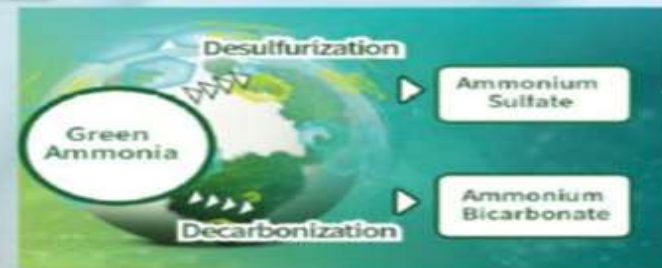 Desulfurization
Ammonium
Sulfate
Green
Ammonia
Ammonium
Bicarbonate
Decarbonization